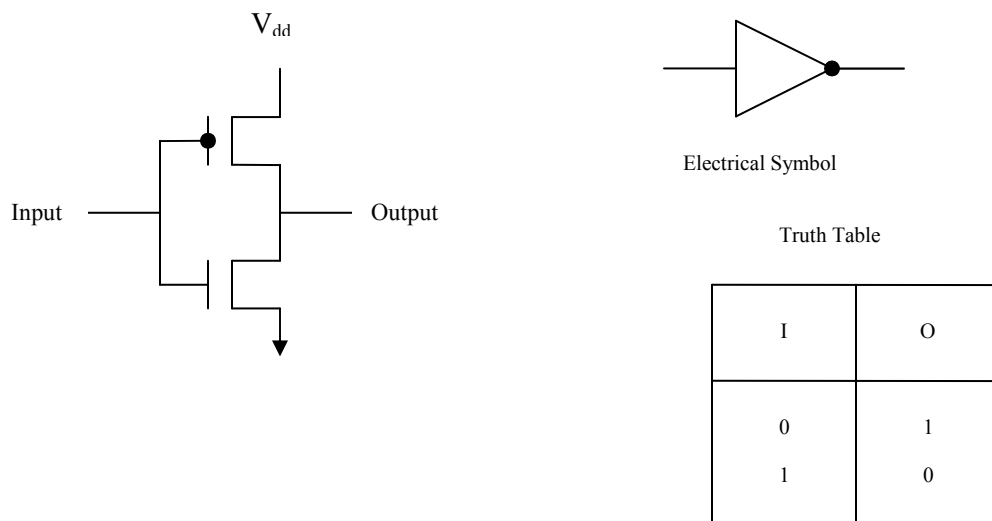 Vdd
Input
Output
Electrical Symbol
Truth Table
I O
0 1
1 0